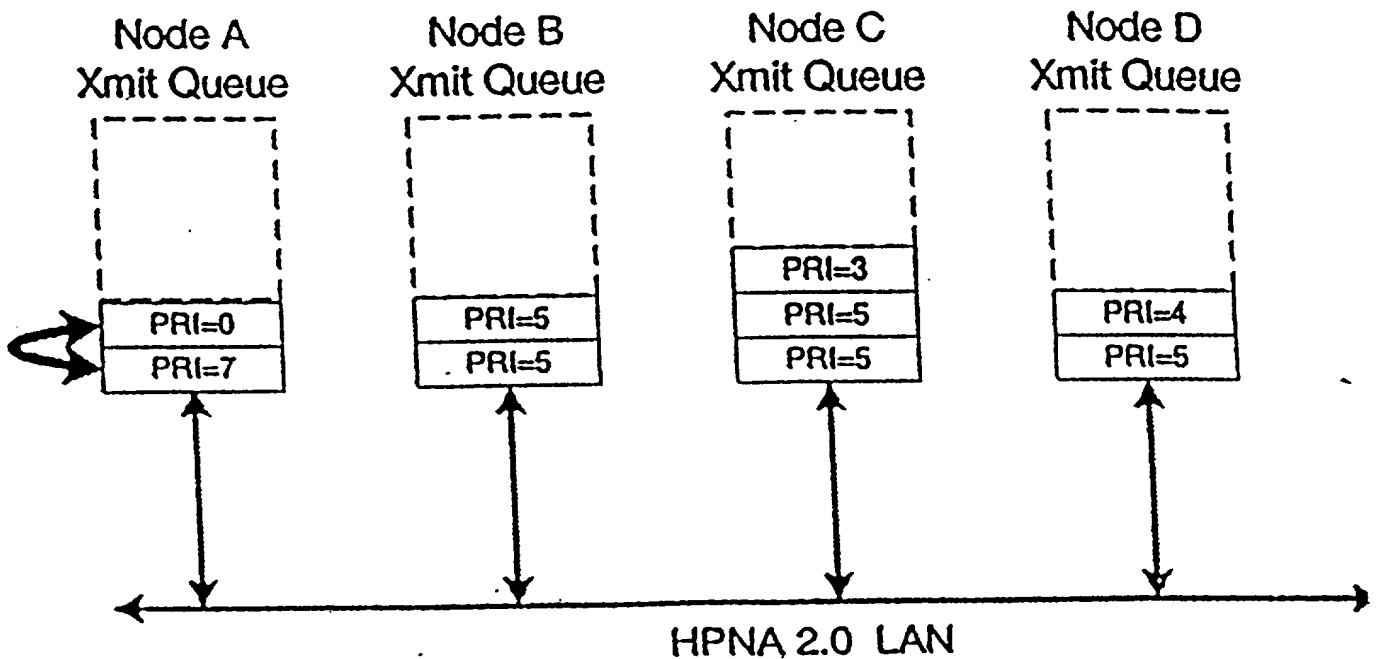 Node A
Xmit Queue
Node B
Xmit Queue
Node C
Xmit Queue
Node D
Xmit Queue
PRI=0
PRI=7
PRI=5
PRI=5
PRI=3
PRI=5
PRI=5
PRI=4
PRI=5
HPNA 2.0 LAN